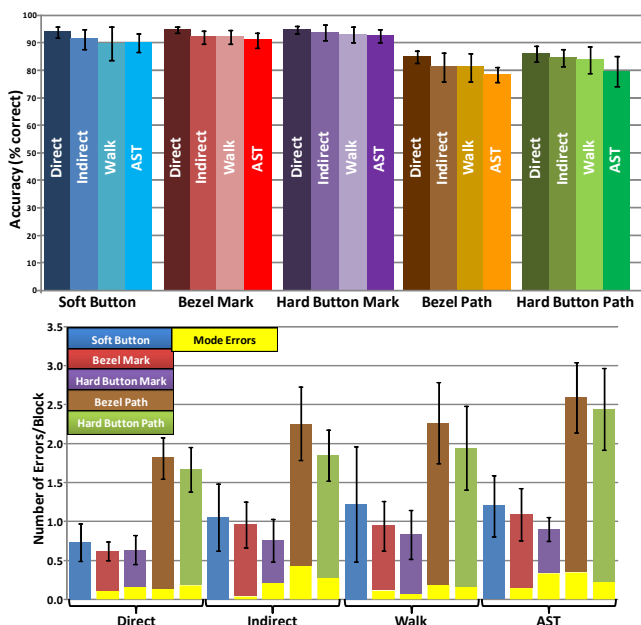 Accuracy (% correct)
100
90
80
70
60
50
40
30
20
10
0
Direct Indirect Walk AST
Direct Indirect Walk AST
Direct Indirect Walk AST
Direct Indirect Walk AST
Direct Indirect Walk AST
Soft Button Bezel Mark Hard Button Mark Bezel Path Hard Button Path
Number of Errors/Block
3.5
3.0
2.5
2.0
1.5
1.0
0.5
0.0
Soft Button Mode Errors
Bezel Mark
Hard Button Mark
Bezel Path
Hard Button Path
Direct Indirect Walk AST